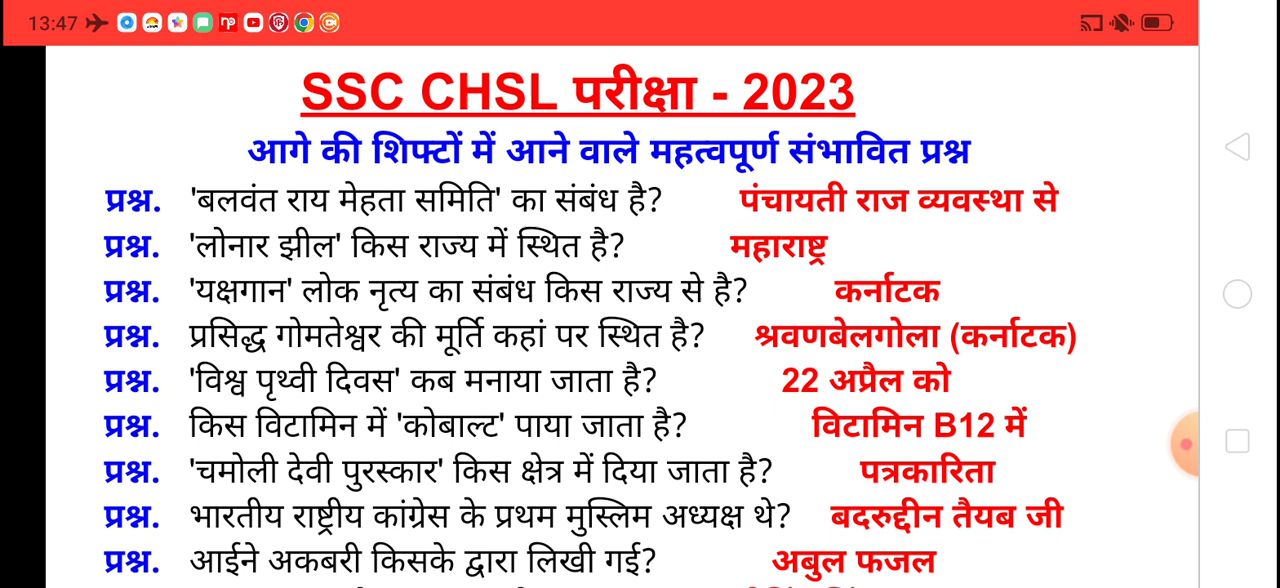 13:47
SSC CHSL परीक्षा - 2023
आगे की शिफ्टों में आने वाले महत्वपूर्ण संभावित प्रश्न
प्रश्न. 'बलवंत राय मेहता समिति' का संबंध है? पंचायती राज व्यवस्था से
प्रश्न. 'लोनार झील' किस राज्य में स्थित है? महाराष्ट्र
प्रश्न. 'यक्षगान' लोक नृत्य का संबंध किस राज्य से है? कर्नाटक
प्रश्न. प्रसिद्ध गोमतेश्वर की मूर्ति कहां पर स्थित है? श्रवणबेलगोला (कर्नाटक)
प्रश्न. 'विश्व पृथ्वी दिवस' कब मनाया जाता है? 22 अप्रैल को
प्रश्न. किस विटामिन में 'कोबाल्ट' पाया जाता है? विटामिन B12 में
प्रश्न. 'चमोली देवी पुरस्कार' किस क्षेत्र में दिया जाता है? पत्रकारिता
प्रश्न. भारतीय राष्ट्रीय कांग्रेस के प्रथम मुस्लिम अध्यक्ष थे? बदरुद्दीन तैयब जी
प्रश्न. आईने अकबरी किसके द्वारा लिखी गई? अबुल फजल